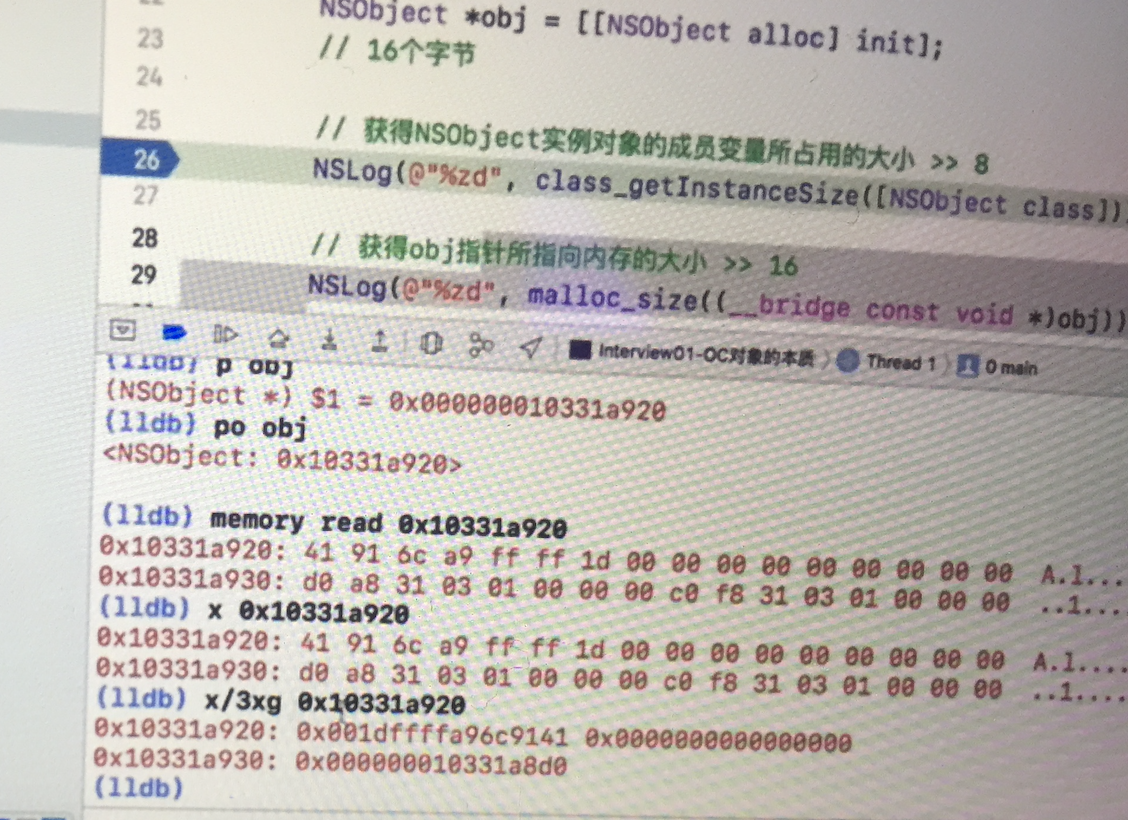 NSObject *obj = [[NSObject alloc] init];
23 // 16个字节
24
25 // 获得NSObject实例对象的成员变量所占用的大小 >> 8
26 NSLog(@"%zd", class_getInstanceSize([NSObject class])
27
28 // 获得obj指针所指向内存的大小 >> 16
29 NSLog(@"%zd", malloc_size((__bridge const void *)obj))
Interview01-OC对象的本质 〉 Thread 1 〉 0 main
(lldb) p obj
(NSObject *) $1 = 0x000000010331a920
(lldb) po obj
<NSObject: 0x10331a920>
(lldb) memory read 0x10331a920
0x10331a920: 41 91 6c a9 ff ff 1d 00 00 00 00 00 00 00 00 00 A.l...
0x10331a930: d0 a8 31 03 01 00 00 00 c0 f8 31 03 01 00 00 00 ..1....
(lldb) x 0x10331a920
0x10331a920: 41 91 6c a9 ff ff 1d 00 00 00 00 00 00 00 00 00 A.l....
0x10331a930: d0 a8 31 03 01 00 00 00 c0 f8 31 03 01 00 00 00 ..1....
(lldb) x/3xg 0x10331a920
0x10331a920: 0x001dffffa96c9141 0x0000000000000000
0x10331a930: 0x000000010331a8d0
(lldb)